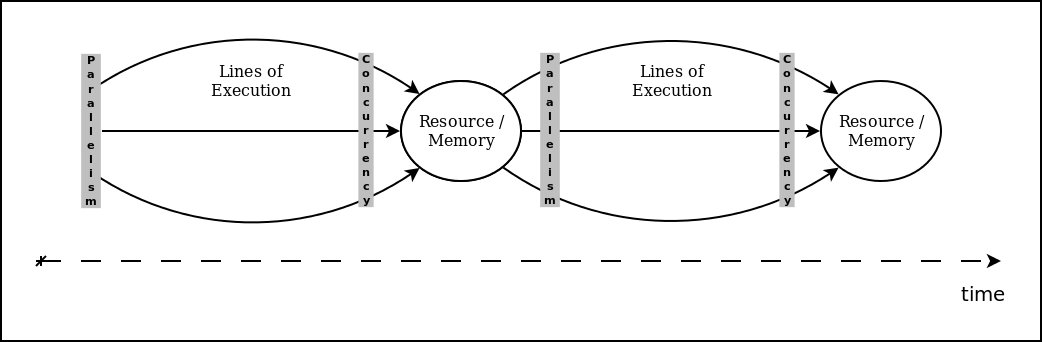 Parallelism
Lines of
Execution
Concurrency
Resource /
Memory
Parallelism
Lines of
Execution
Concurrency
Resource /
Memory
time